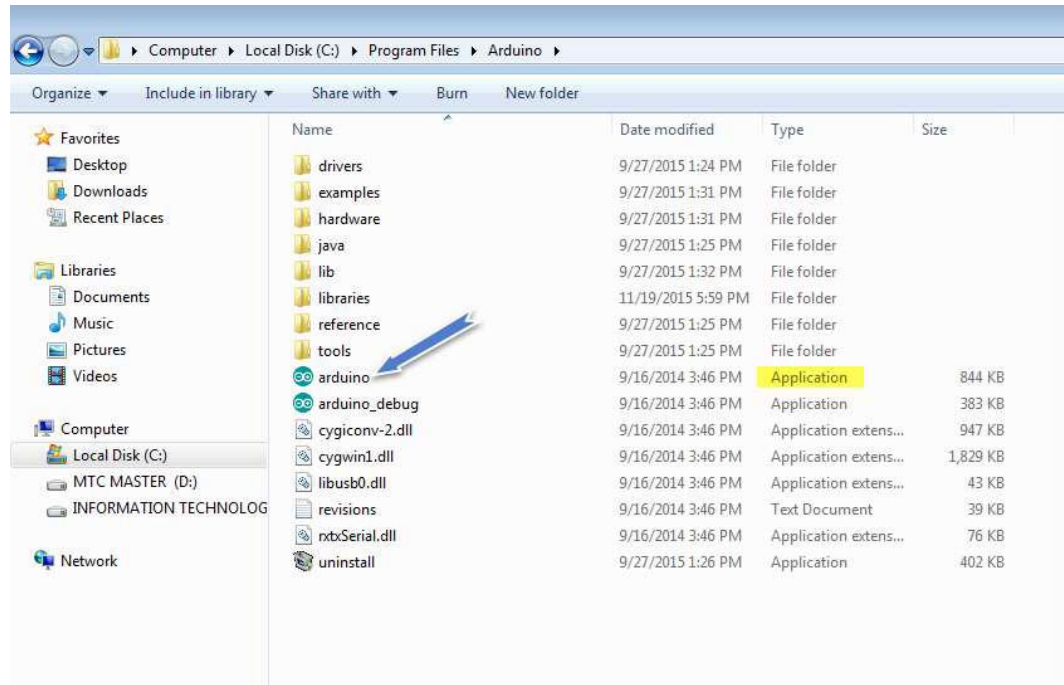 Computer Local Disk (C:) Program Files Arduino
Organize Include in library Share with Burn New folder
Favorites
Desktop
Downloads
Recent Places
Libraries
Documents
Music
Pictures
Videos
Computer
Local Disk (C:)
MTC MASTER (D:)
INFORMATION TECHNOLOG
Network
Name Date modified Type Size
drivers 9/27/2015 1:24 PM File folder
examples 9/27/2015 1:31 PM File folder
hardware 9/27/2015 1:31 PM File folder
java 9/27/2015 1:25 PM File folder
lib 9/27/2015 1:32 PM File folder
libraries 11/19/2015 5:59 PM File folder
reference 9/27/2015 1:25 PM File folder
tools 9/27/2015 1:25 PM File folder
arduino 9/16/2014 3:46 PM Application 844 KB
arduino_debug 9/16/2014 3:46 PM Application 383 KB
cygiconv-2.dll 9/16/2014 3:46 PM Application extens... 947 KB
cygwin1.dll 9/16/2014 3:46 PM Application extens... 1,829 KB
libusb0.dll 9/16/2014 3:46 PM Application extens... 43 KB
revisions 9/16/2014 3:46 PM Text Document 39 KB
rxtxSerial.dll 9/16/2014 3:46 PM Application extens... 76 KB
uninstall 9/27/2015 1:26 PM Application 402 KB